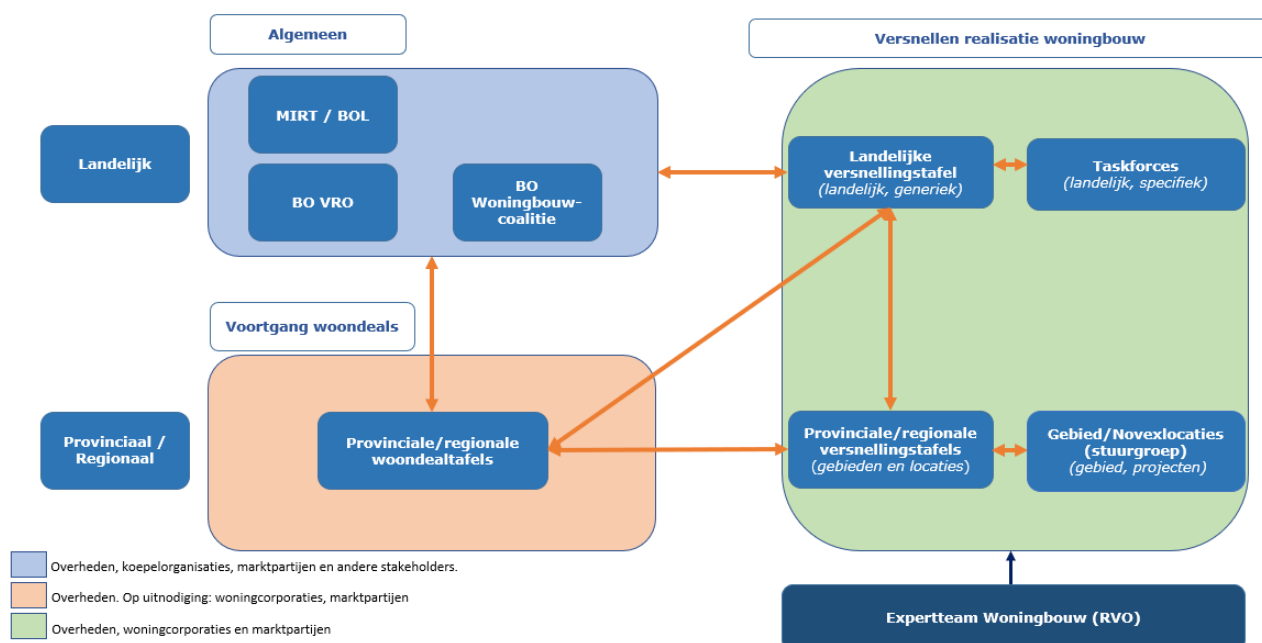 Algemeen
Versnellen realisatie woningbouw
Landelijk
MIRT / BOL
BO VRO
BO
Woningbouw-
coalitie
Landelijke
versnellingstafel
(landelijk, generiek)
Taskforces
(landelijk, specifiek)
Voortgang woondeals
Provinciaal /
Regionaal
Provinciale/regionale
woondealtafels
Provinciale/regionale
versnellingstafels
(gebieden en locaties)
Gebied/Novexlocaties
(stuurgroep)
(gebied, projecten)
Overheden, koepelorganisaties, marktpartijen en andere stakeholders.
Overheden. Op uitnodiging: woningcorporaties, marktpartijen
Overheden, woningcorporaties en marktpartijen
Expertteam Woningbouw (RVO)